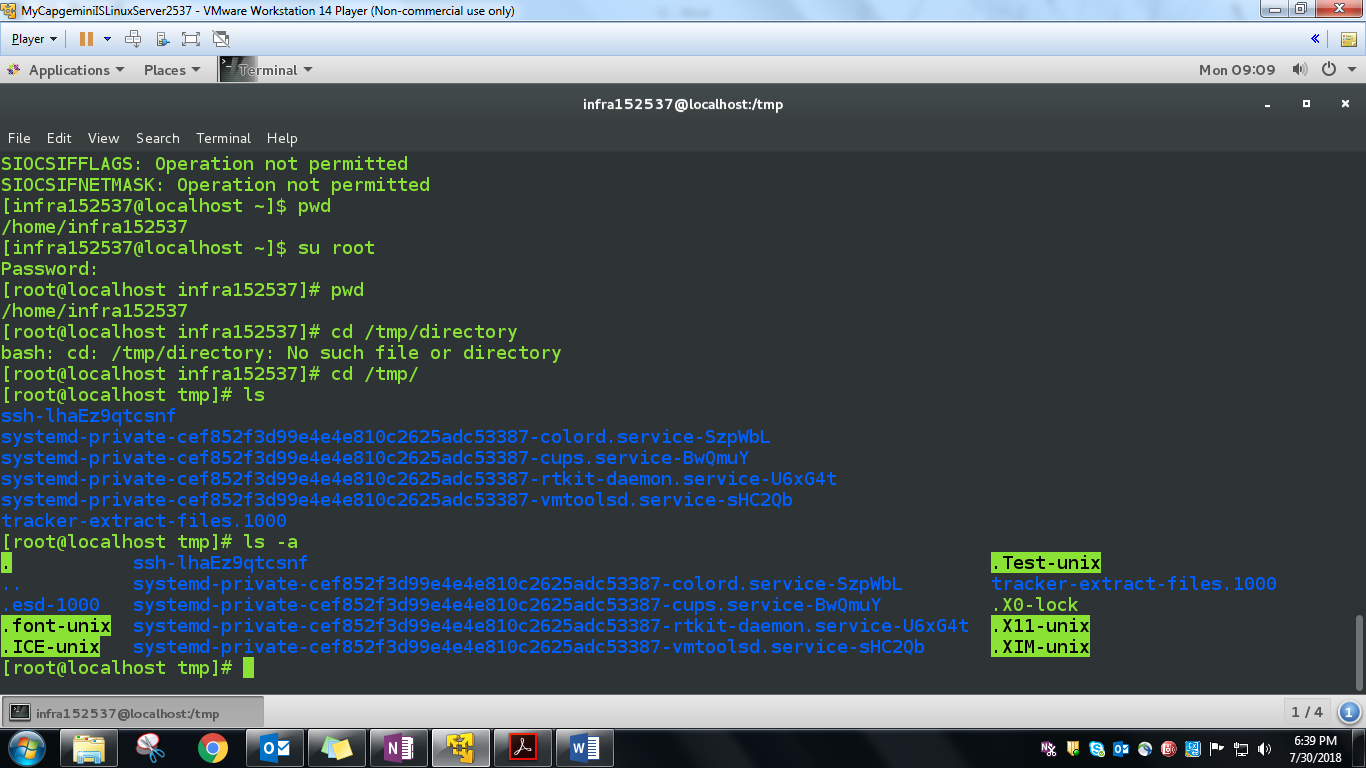 MyCapgeminiISLinuxServer2537 - VMware Workstation 14 Player (Non-commercial use only)
Player
Applications Places Terminal Mon 09:09
infra152537@localhost:/tmp
File Edit View Search Terminal Help
SIOCSIFFLAGS: Operation not permitted
SIOCSIFNETMASK: Operation not permitted
[infra152537@localhost ~]$ pwd
/home/infra152537
[infra152537@localhost ~]$ su root
Password:
[root@localhost infra152537]# pwd
/home/infra152537
[root@localhost infra152537]# cd /tmp/directory
bash: cd: /tmp/directory: No such file or directory
[root@localhost infra152537]# cd /tmp/
[root@localhost tmp]# ls
ssh-lhaEz9qtcsnf
systemd-private-cef852f3d99e4e4e810c2625adc53387-colord.service-SzpWbL
systemd-private-cef852f3d99e4e4e810c2625adc53387-cups.service-BwQmuY
systemd-private-cef852f3d99e4e4e810c2625adc53387-rtkit-daemon.service-U6xG4t
systemd-private-cef852f3d99e4e4e810c2625adc53387-vmtoolsd.service-sHC2Qb
tracker-extract-files.1000
[root@localhost tmp]# ls -a
. ssh-lhaEz9qtcsnf .Test-unix
.. systemd-private-cef852f3d99e4e4e810c2625adc53387-colord.service-SzpWbL tracker-extract-files.1000
.esd-1000 systemd-private-cef852f3d99e4e4e810c2625adc53387-cups.service-BwQmuY .X0-lock
.font-unix systemd-private-cef852f3d99e4e4e810c2625adc53387-rtkit-daemon.service-U6xG4t .X11-unix
.ICE-unix systemd-private-cef852f3d99e4e4e810c2625adc53387-vmtoolsd.service-sHC2Qb .XIM-unix
[root@localhost tmp]#
infra152537@localhost:/tmp 1 / 4 1
6:39 PM
7/30/2018